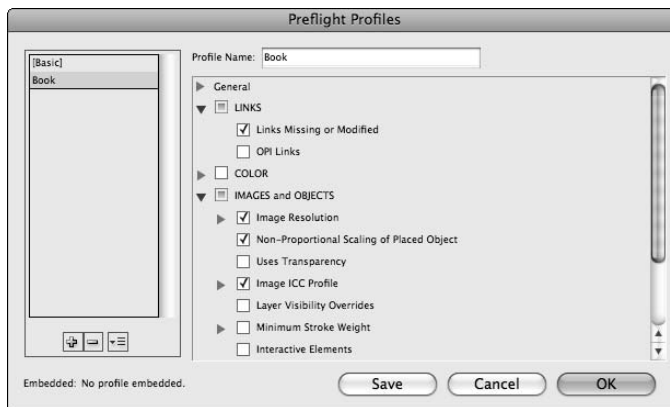 Preflight Profiles
[Basic]
Book
Profile Name: Book
General
LINKS
Links Missing or Modified
OPI Links
COLOR
IMAGES and OBJECTS
Image Resolution
Non-Proportional Scaling of Placed Object
Uses Transparency
Image ICC Profile
Layer Visibility Overrides
Minimum Stroke Weight
Interactive Elements
Embedded: No profile embedded.
Save
Cancel
OK